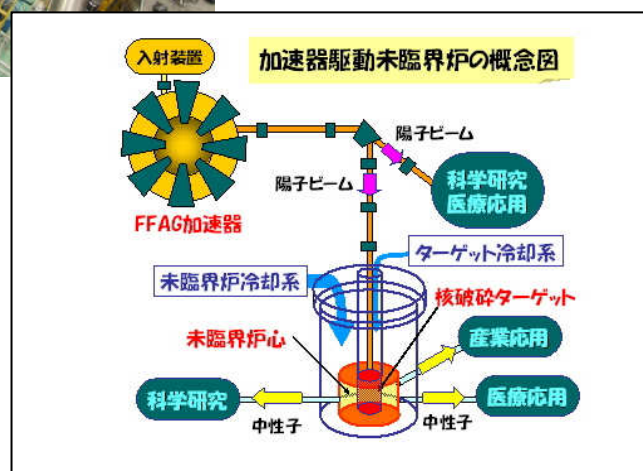 入射装置
加速器駆動未臨界炉の概念図
陽子ビーム
陽子ビーム
科学研究
医療応用
FFAG加速器
ターゲット冷却系
未臨界炉冷却系
核破砕ターゲット
未臨界炉心
産業応用
科学研究
医療応用
中性子
中性子